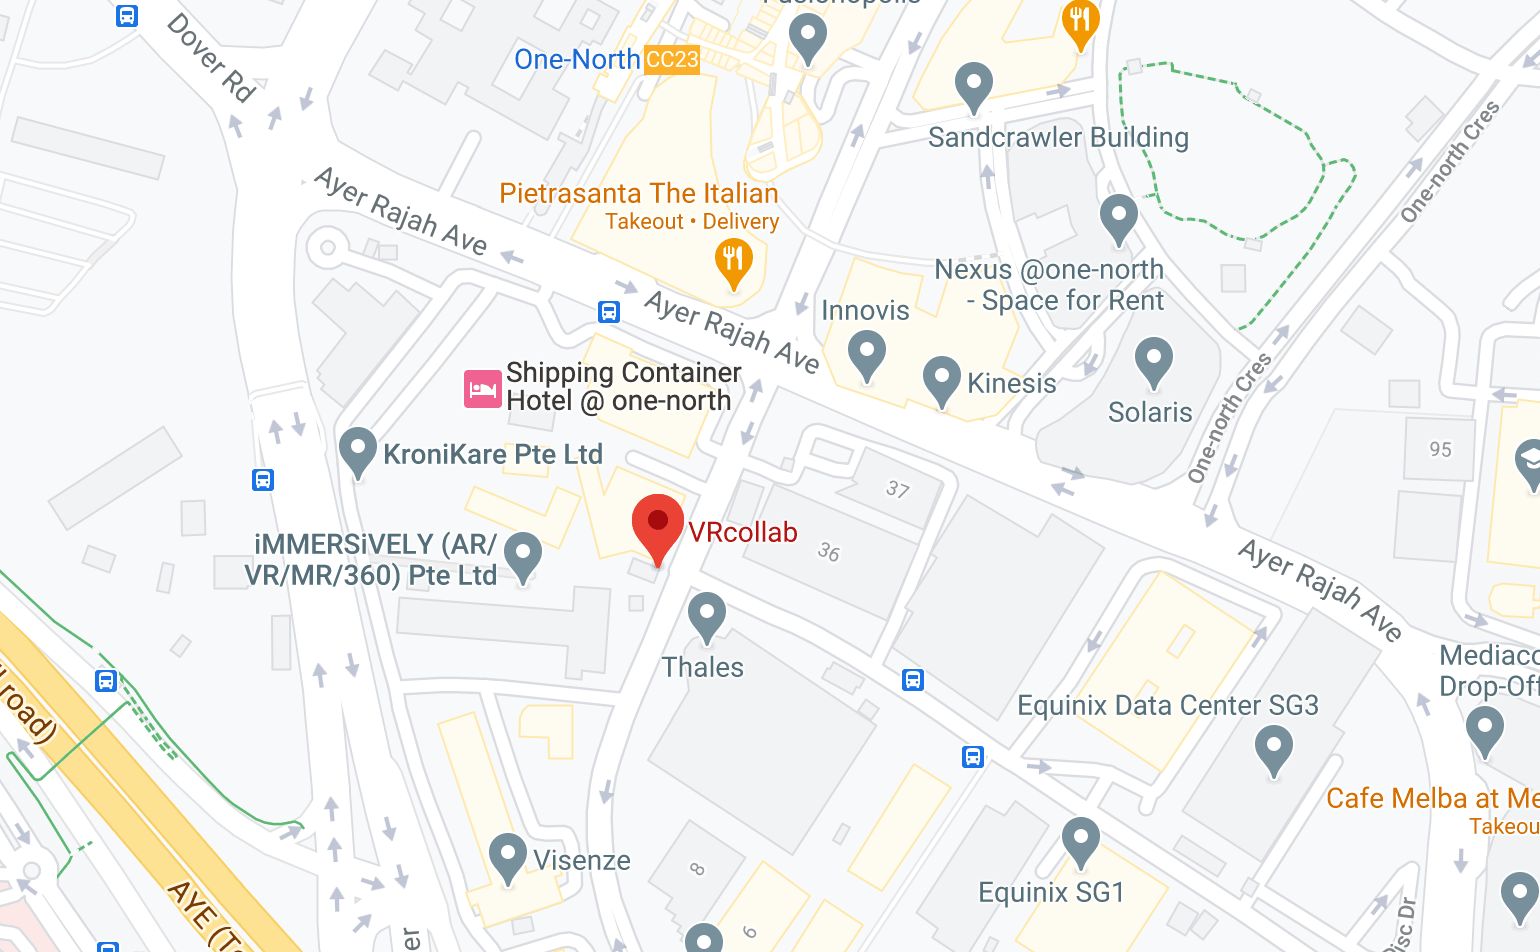 Fusionopolis
Dover Rd
One-North CC23
Sandcrawler Building
One-north Cres
Ayer Rajah Ave
Pietrasanta The Italian
Takeout • Delivery
Nexus @one-north
- Space for Rent
Innovis
Ayer Rajah Ave
Shipping Container
Hotel @ one-north
Kinesis
Solaris
One-north Cres
KroniKare Pte Ltd
95
37
VRcollab
36
iMMERSiVELY (AR/
VR/MR/360) Pte Ltd
Ayer Rajah Ave
Thales
Mediaco
Drop-Off
road)
Equinix Data Center SG3
Cafe Melba at Me
Takeou
Visenze
8
Equinix SG1
AYE (To
6
er
Disc Dr